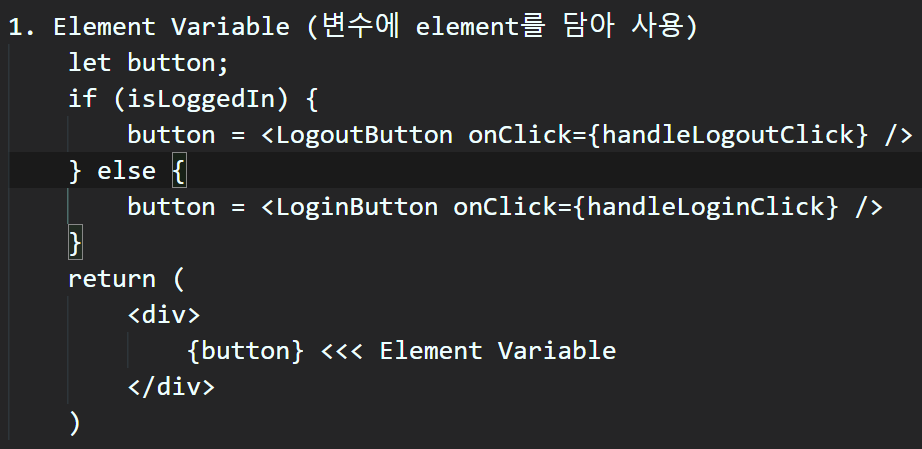 1. Element Variable (변수에 element를 담아 사용)
let button;
if (isLoggedIn) {
button = <LogoutButton onClick={handleLogoutClick} />
} else {
button = <LoginButton onClick={handleLoginClick} />
}
return (
<div>
{button} <<< Element Variable
</div>
)